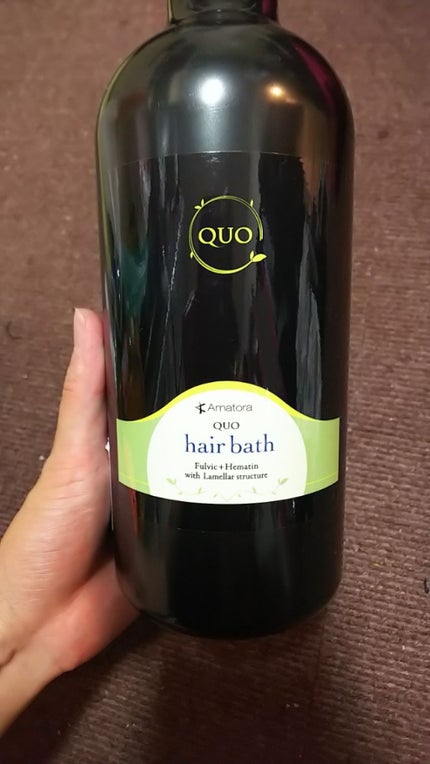 QUO
Amatora
QUO
hair bath
Fulvic + Hematin
with Lamellar structure